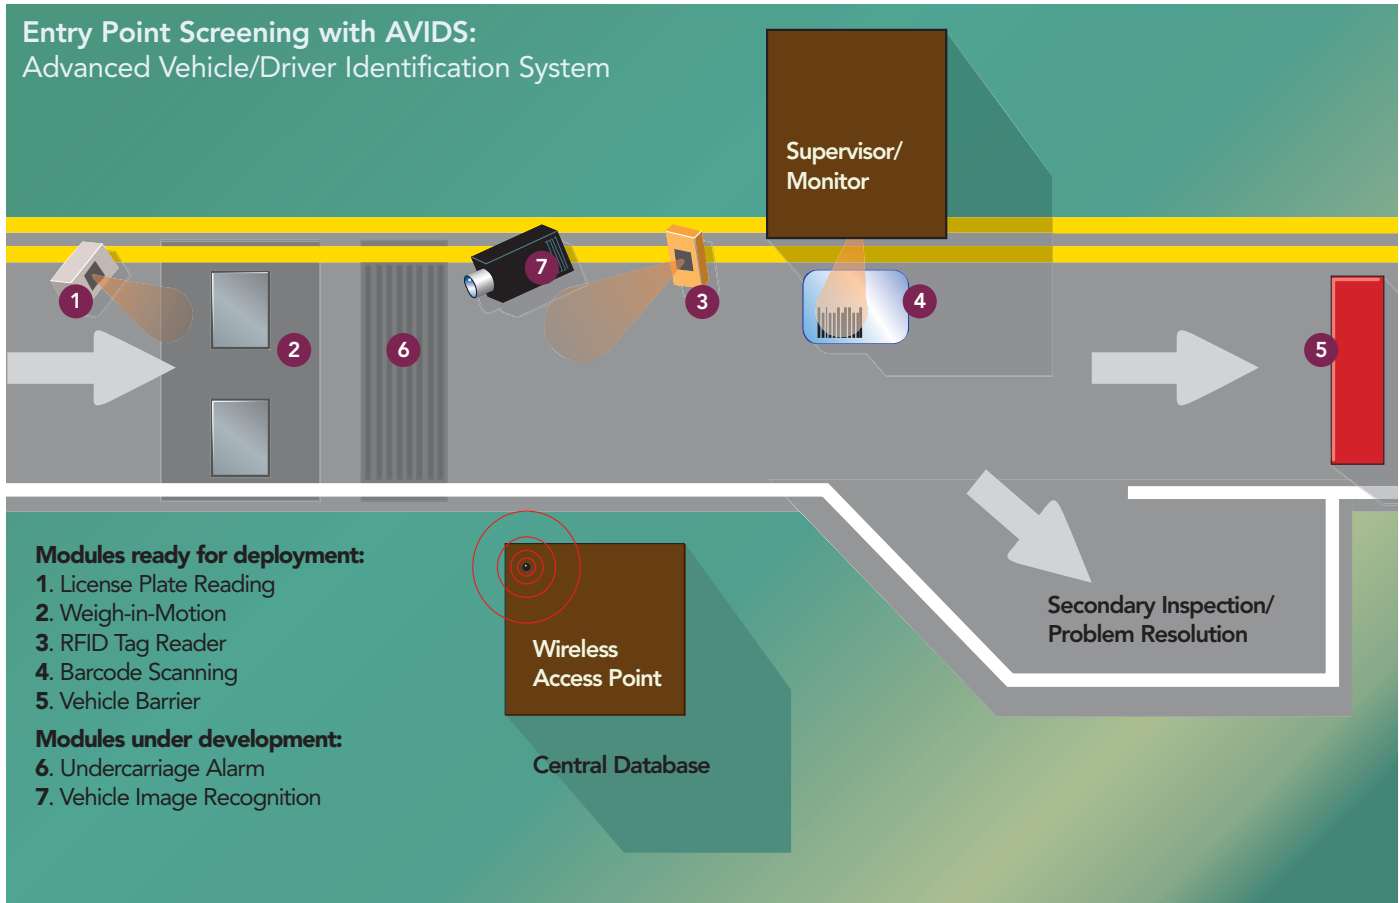 Entry Point Screening with AVIDS:
Advanced Vehicle/Driver Identification System
Supervisor/
Monitor
1
2
6
7
3
4
5
Modules ready for deployment:
1. License Plate Reading
2. Weigh-in-Motion
3. RFID Tag Reader
4. Barcode Scanning
5. Vehicle Barrier
Modules under development:
6. Undercarriage Alarm
7. Vehicle Image Recognition
Wireless
Access Point
Central Database
Secondary Inspection/
Problem Resolution